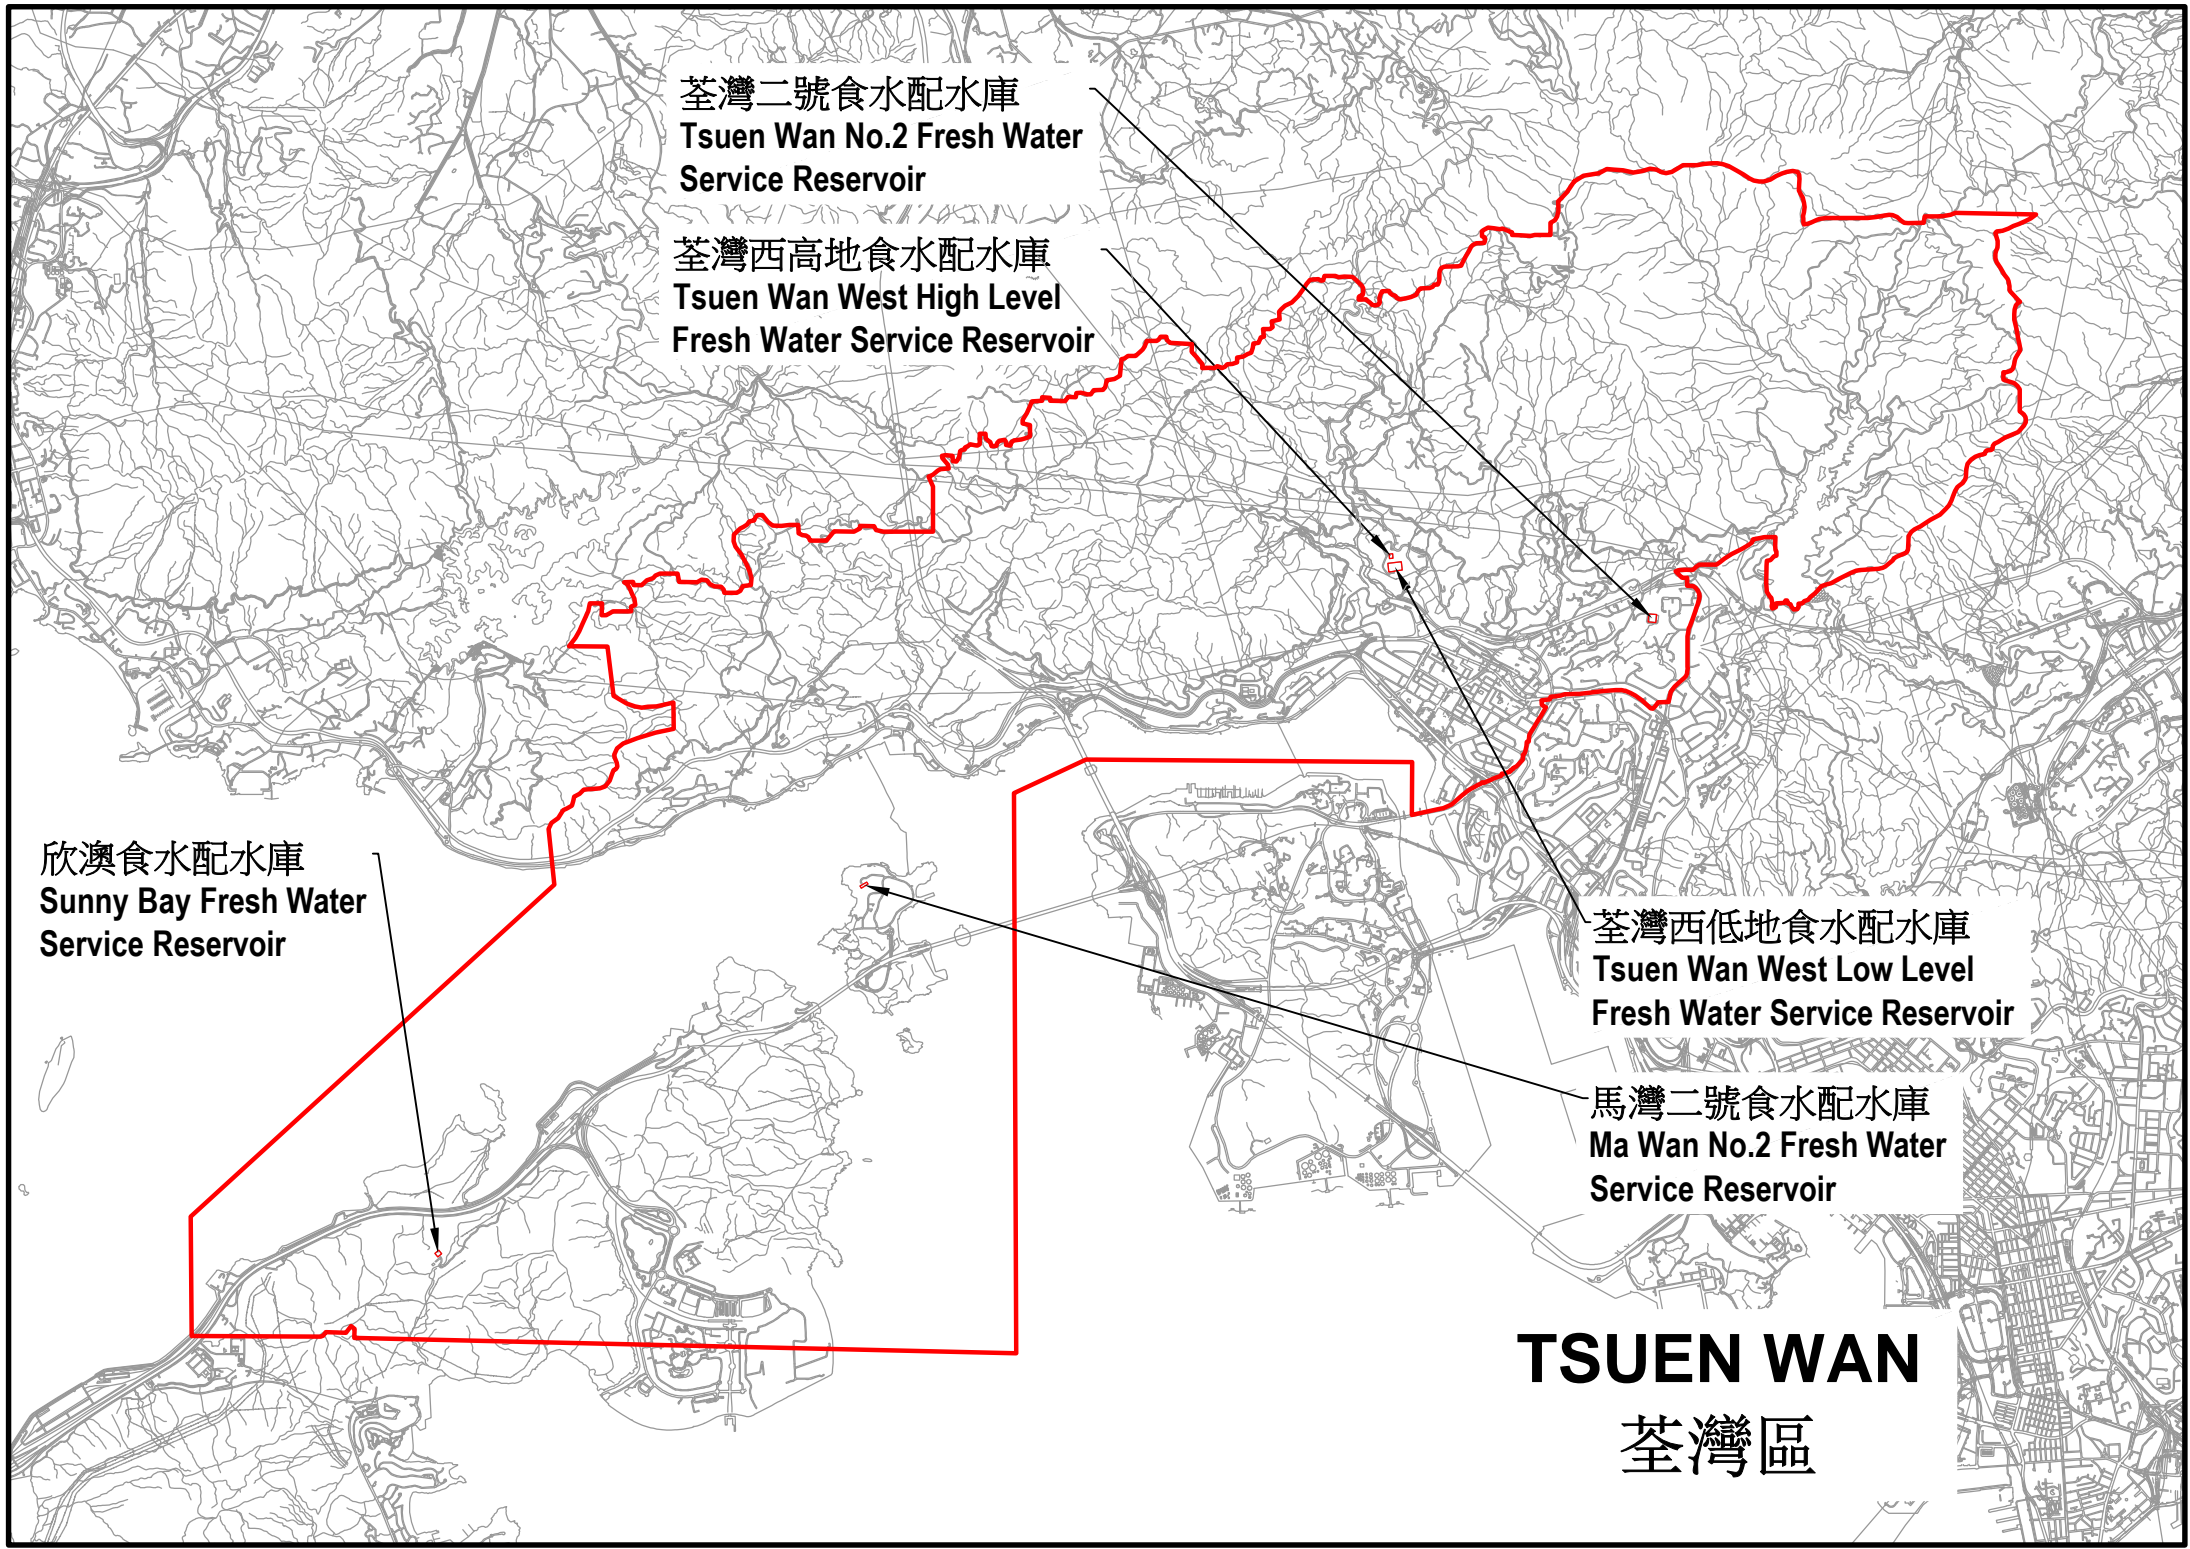 荃灣二號食水配水庫
Tsuen Wan No.2 Fresh Water
Service Reservoir
荃灣西高地食水配水庫
Tsuen Wan West High Level
Fresh Water Service Reservoir
欣澳食水配水庫
Sunny Bay Fresh Water
Service Reservoir
荃灣西低地食水配水庫
Tsuen Wan West Low Level
Fresh Water Service Reservoir
馬灣二號食水配水庫
Ma Wan No.2 Fresh Water
Service Reservoir
TSUEN WAN
荃灣區